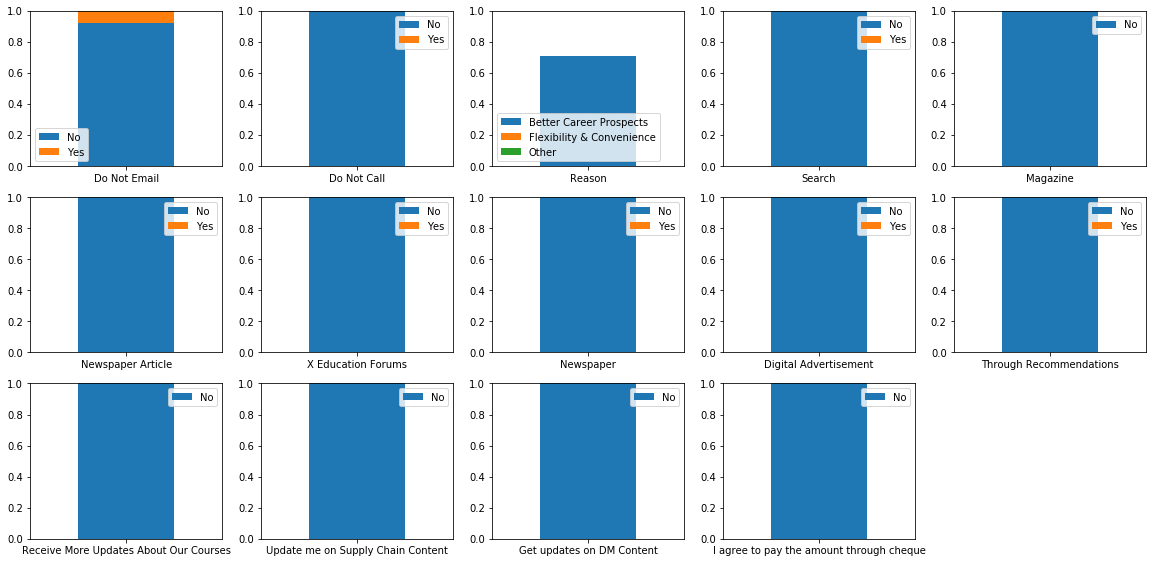 1.0
0.8
0.6
0.4
0.2
0.0
No
Yes
Do Not Email
1.0
0.8
0.6
0.4
0.2
0.0
No
Yes
Do Not Call
1.0
0.8
0.6
0.4
0.2
0.0
Better Career Prospects
Flexibility & Convenience
Other
Reason
1.0
0.8
0.6
0.4
0.2
0.0
No
Yes
Search
1.0
0.8
0.6
0.4
0.2
0.0
No
Magazine
1.0
0.8
0.6
0.4
0.2
0.0
No
Yes
Newspaper Article
1.0
0.8
0.6
0.4
0.2
0.0
No
Yes
X Education Forums
1.0
0.8
0.6
0.4
0.2
0.0
No
Yes
Newspaper
1.0
0.8
0.6
0.4
0.2
0.0
No
Yes
Digital Advertisement
1.0
0.8
0.6
0.4
0.2
0.0
No
Yes
Through Recommendations
1.0
0.8
0.6
0.4
0.2
0.0
No
Receive More Updates About Our Courses
1.0
0.8
0.6
0.4
0.2
0.0
No
Update me on Supply Chain Content
1.0
0.8
0.6
0.4
0.2
0.0
No
Get updates on DM Content
1.0
0.8
0.6
0.4
0.2
0.0
No
I agree to pay the amount through cheque